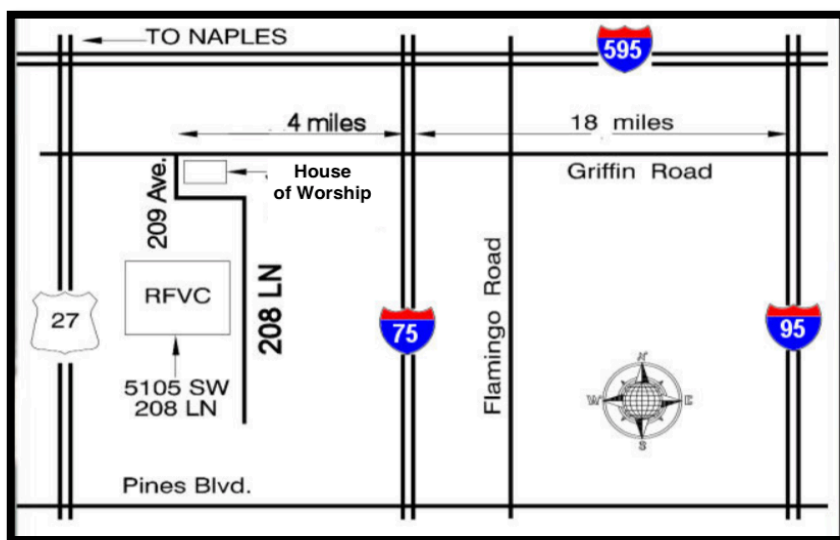 TO NAPLES
595
4 miles
18 miles
House
of Worship
Griffin Road
209 Ave.
RFVC
208 LN
27
75
Flamingo Road
95
5105 SW
208 LN
N
W
E
S
Pines Blvd.